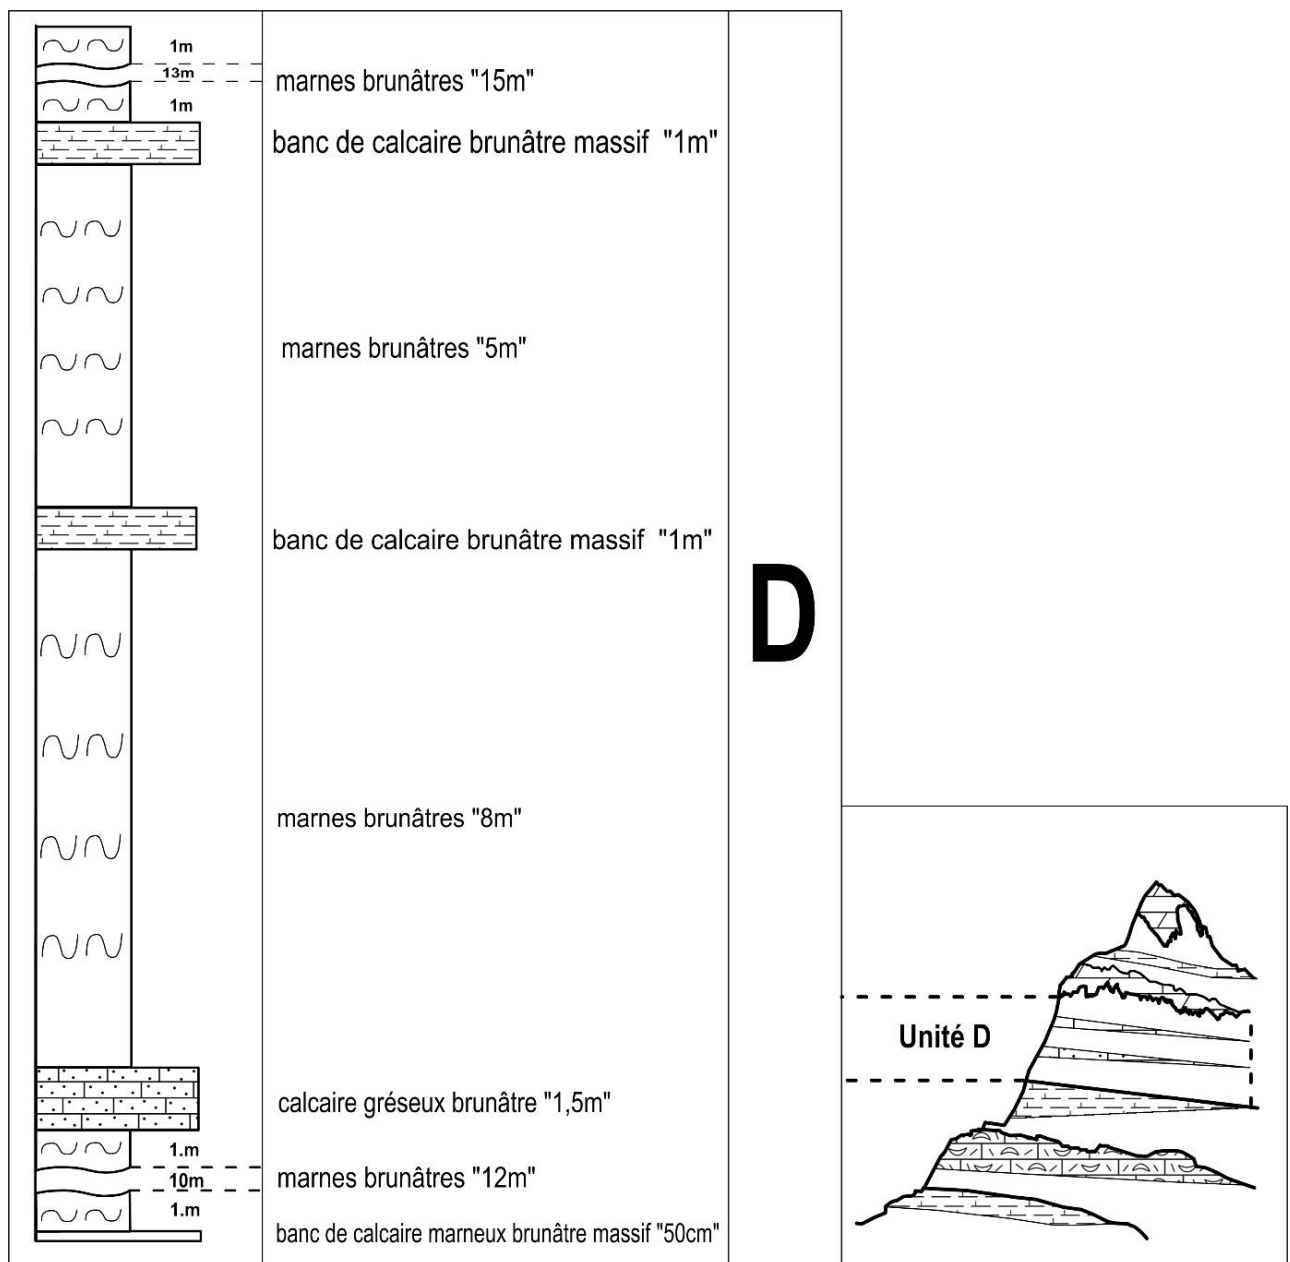 1m
13m
marnes brunâtres "15m"
1m
banc de calcaire brunâtre massif "1m"
marnes brunâtres "5m"
banc de calcaire brunâtre massif "1m"
D
marnes brunâtres "8m"
Unité D
calcaire gréseux brunâtre "1,5m"
1.m
10m
marnes brunâtres "12m"
1.m
banc de calcaire marneux brunâtre massif "50cm"